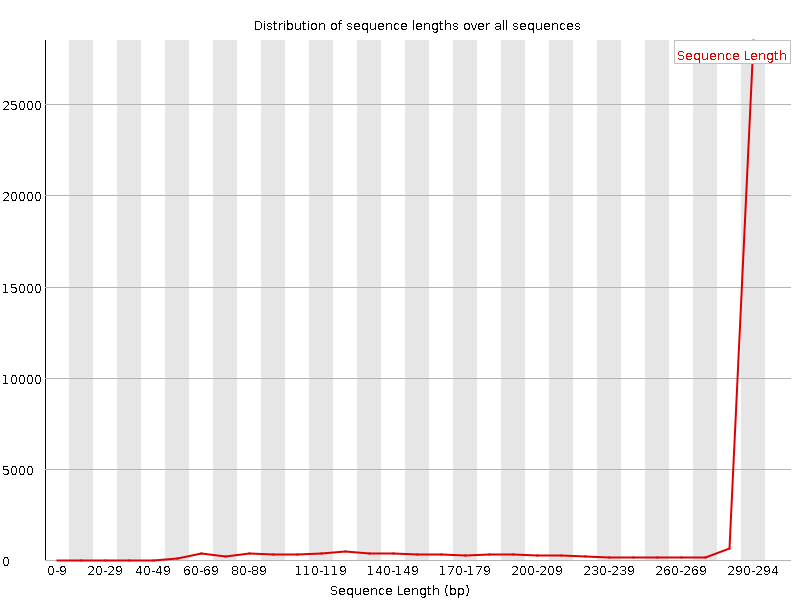 Distribution of sequence lengths over all sequences
Sequence Length
25000
20000
15000
10000
5000
0
0-9 20-29 40-49 60-69 80-89 110-119 140-149 170-179 200-209 230-239 260-269 290-294
Sequence Length (bp)